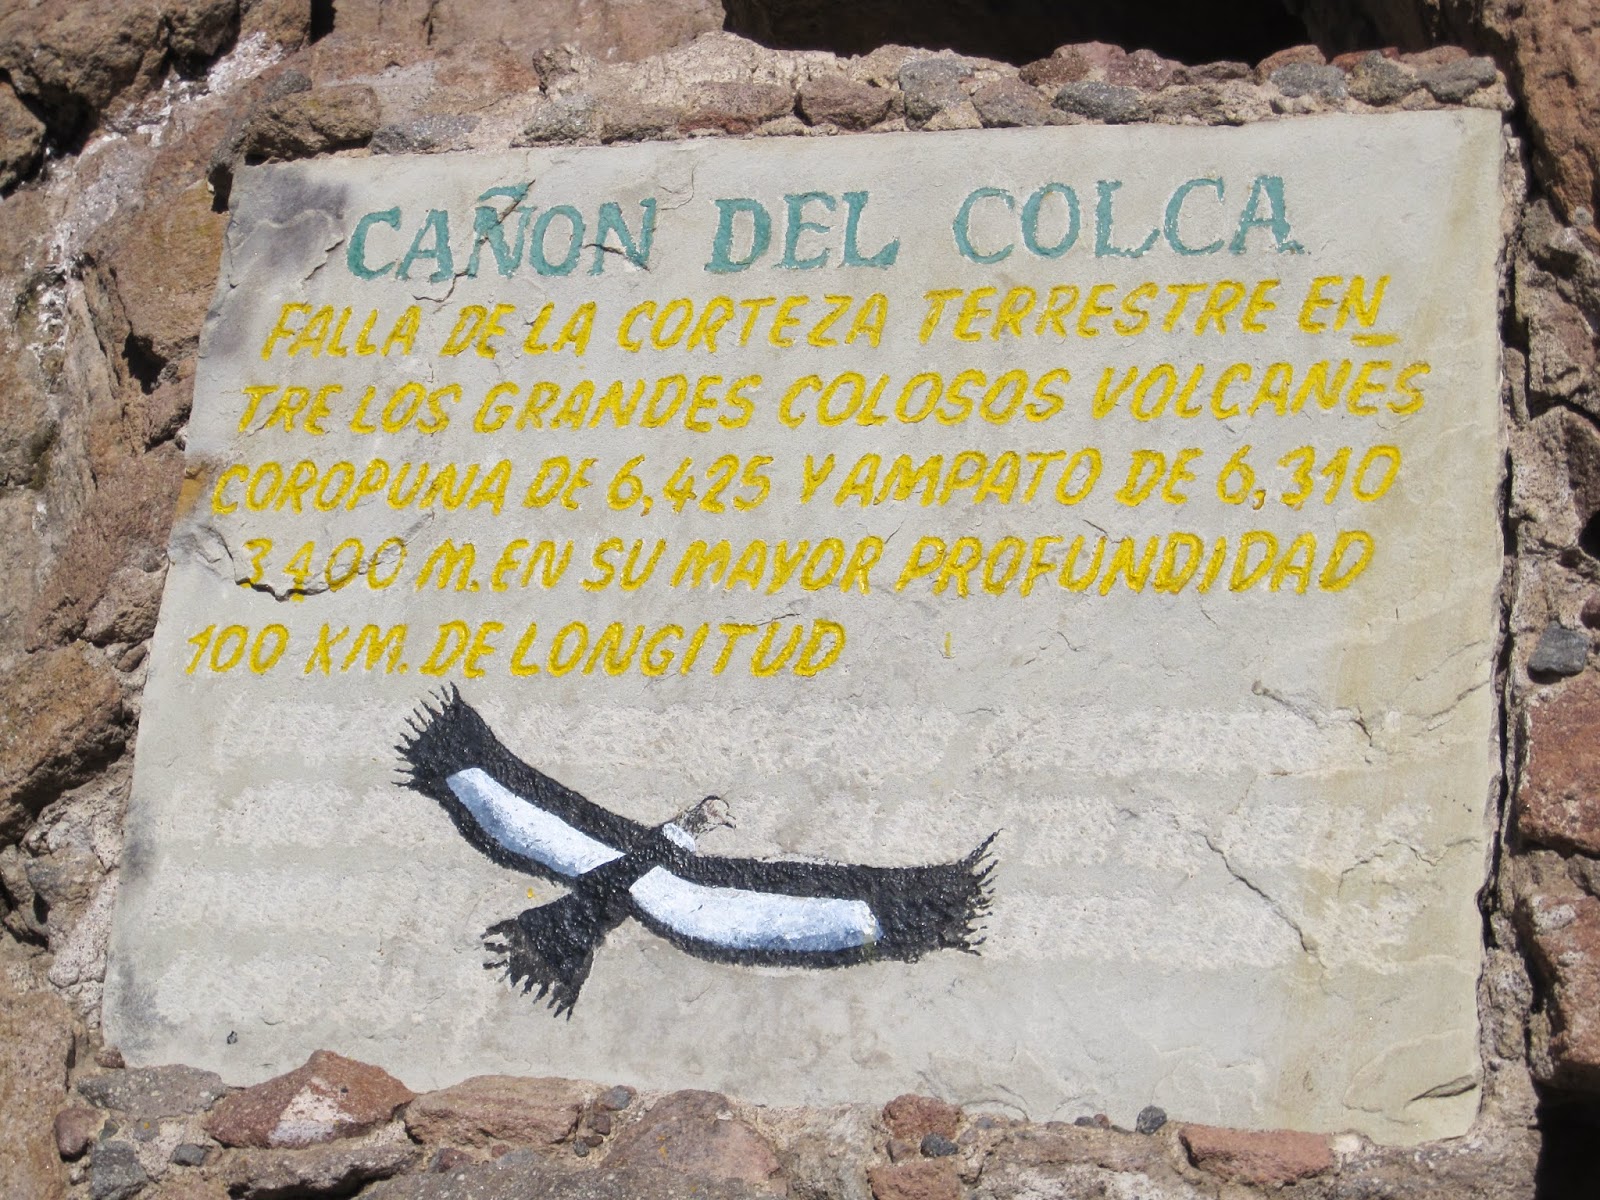 CAÑON DEL COLCA
FALLA DE LA CORTEZA TERRESTRE EN
TRE LOS GRANDES COLOSOS VOLCANES
COROPUNA DE 6,425 Y AMPATO DE 6,310
3,400 M. EN SU MAYOR PROFUNDIDAD
100 KM. DE LONGITUD